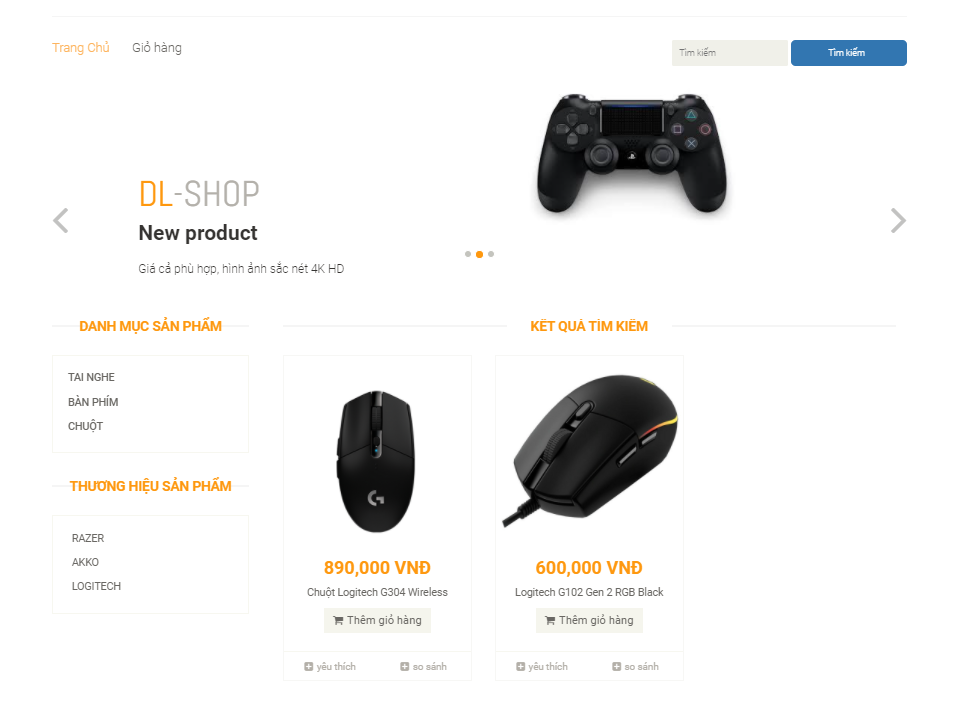 Trang Chủ
Giỏ hàng
Tìm kiếm
Tìm kiếm
DL-SHOP
New product
Giá cả phù hợp, hình ảnh sắc nét 4K HD
DANH MỤC SẢN PHẨM
TAI NGHE
BÀN PHÍM
CHUỘT
THƯƠNG HIỆU SẢN PHẨM
RAZER
AKKO
LOGITECH
KẾT QUẢ TÌM KIẾM
890,000 VNĐ
Chuột Logitech G304 Wireless
Thêm giỏ hàng
yêu thích
so sánh
600,000 VNĐ
Logitech G102 Gen 2 RGB Black
Thêm giỏ hàng
yêu thích
so sánh